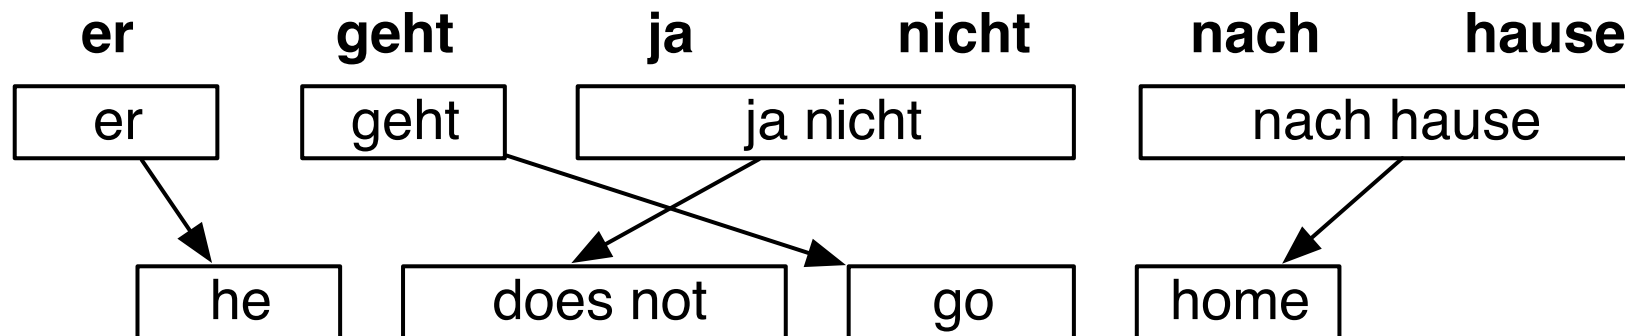 er geht ja nicht nach hause
er geht ja nicht nach hause
he does not go home